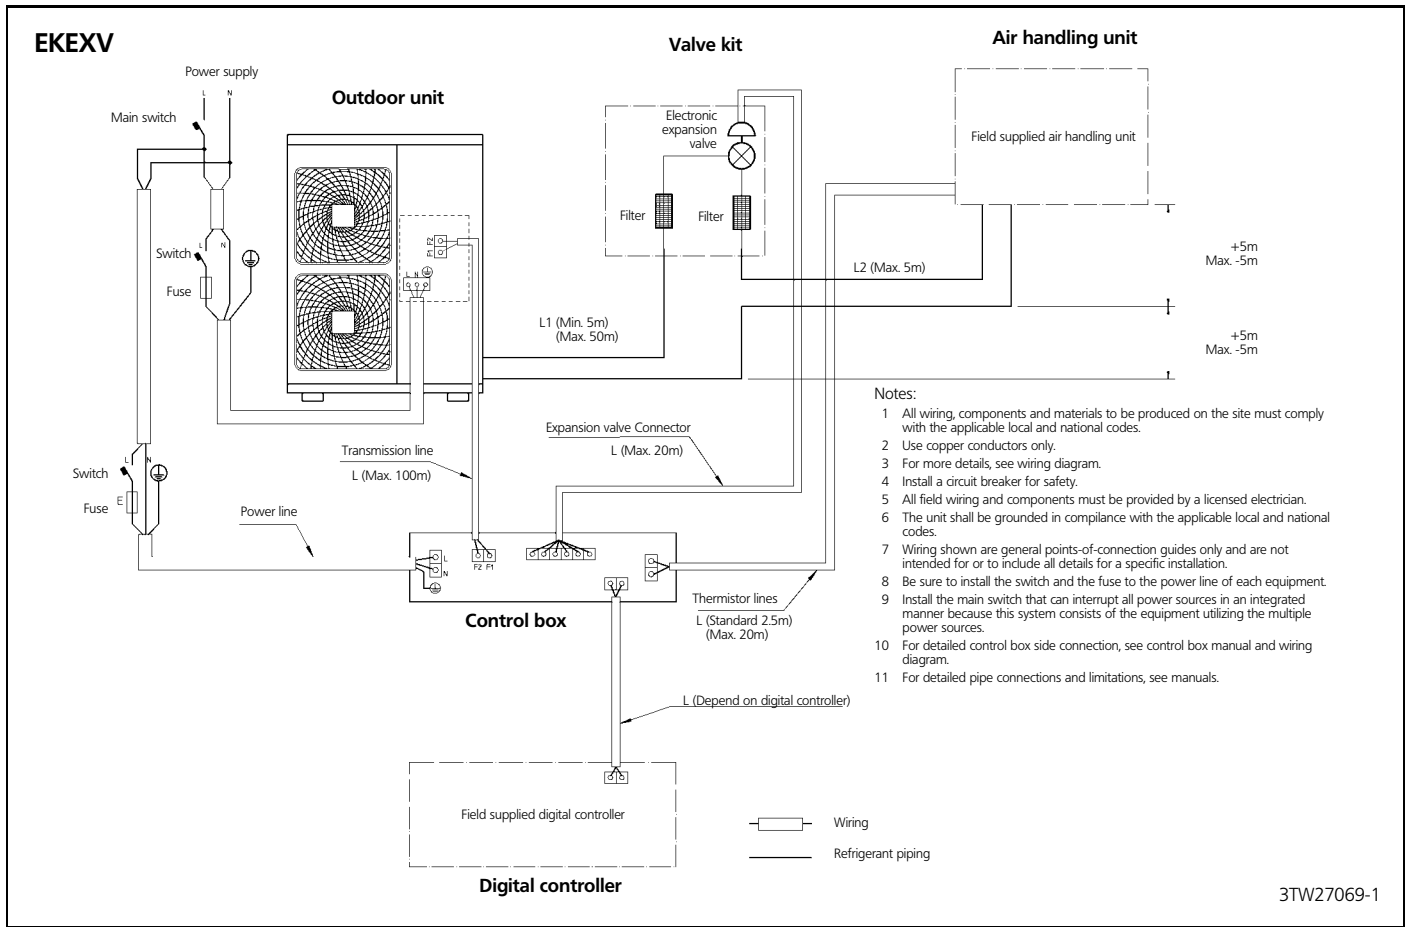 EKEXV
Power supply
L N
Main switch
Outdoor unit
Valve kit
Air handling unit
Electronic
expansion
valve
Field supplied air handling unit
Filter
Filter
L N
Switch
Fuse
F1 F2
L N
L2 (Max. 5m)
+5m
Max. -5m
L1 (Min. 5m)
(Max. 50m)
+5m
Max. -5m
Notes:
1 All wiring, components and materials to be produced on the site must comply
with the applicable local and national codes.
2 Use copper conductors only.
3 For more details, see wiring diagram.
4 Install a circuit breaker for safety.
5 All field wiring and components must be provided by a licensed electrician.
6 The unit shall be grounded in compilance with the applicable local and national
codes.
7 Wiring shown are general points-of-connection guides only and are not
intended for or to include all details for a specific installation.
8 Be sure to install the switch and the fuse to the power line of each equipment.
9 Install the main switch that can interrupt all power sources in an integrated
manner because this system consists of the equipment utilizing the multiple
power sources.
10 For detailed control box side connection, see control box manual and wiring
diagram.
11 For detailed pipe connections and limitations, see manuals.
Expansion valve Connector
L (Max. 20m)
Transmission line
L (Max. 100m)
L N
Switch
Fuse
E
Power line
L
N
F2 F1
Control box
Thermistor lines
L (Standard 2.5m)
(Max. 20m)
L (Depend on digital controller)
Field supplied digital controller
Digital controller
Wiring
Refrigerant piping
3TW27069-1